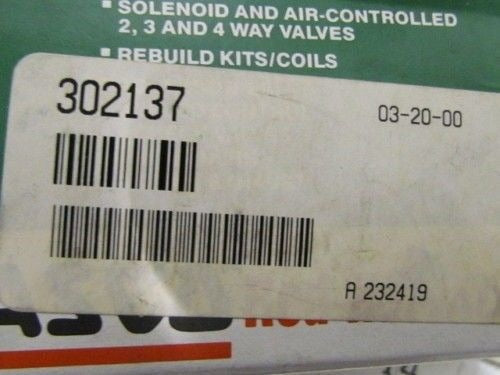 ▪ SOLENOID AND AIR-CONTROLLED
2, 3 AND 4 WAY VALVES
▪ REBUILD KITS/COILS
302137
03-20-00
A 232419